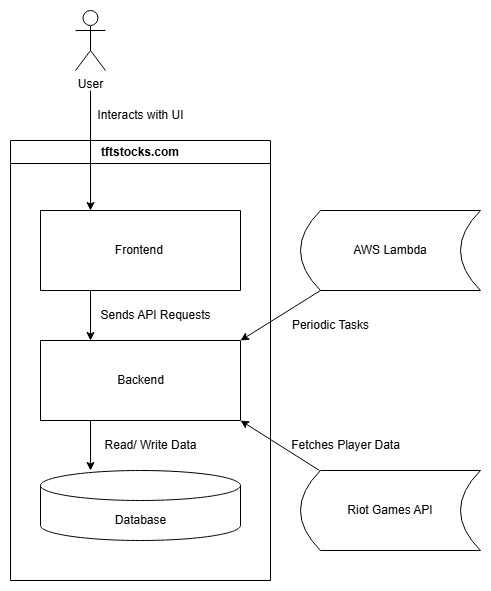 User
Interacts with UI
tftstocks.com
Frontend
AWS Lambda
Sends API Requests
Periodic Tasks
Backend
Read/ Write Data
Fetches Player Data
Database
Riot Games API